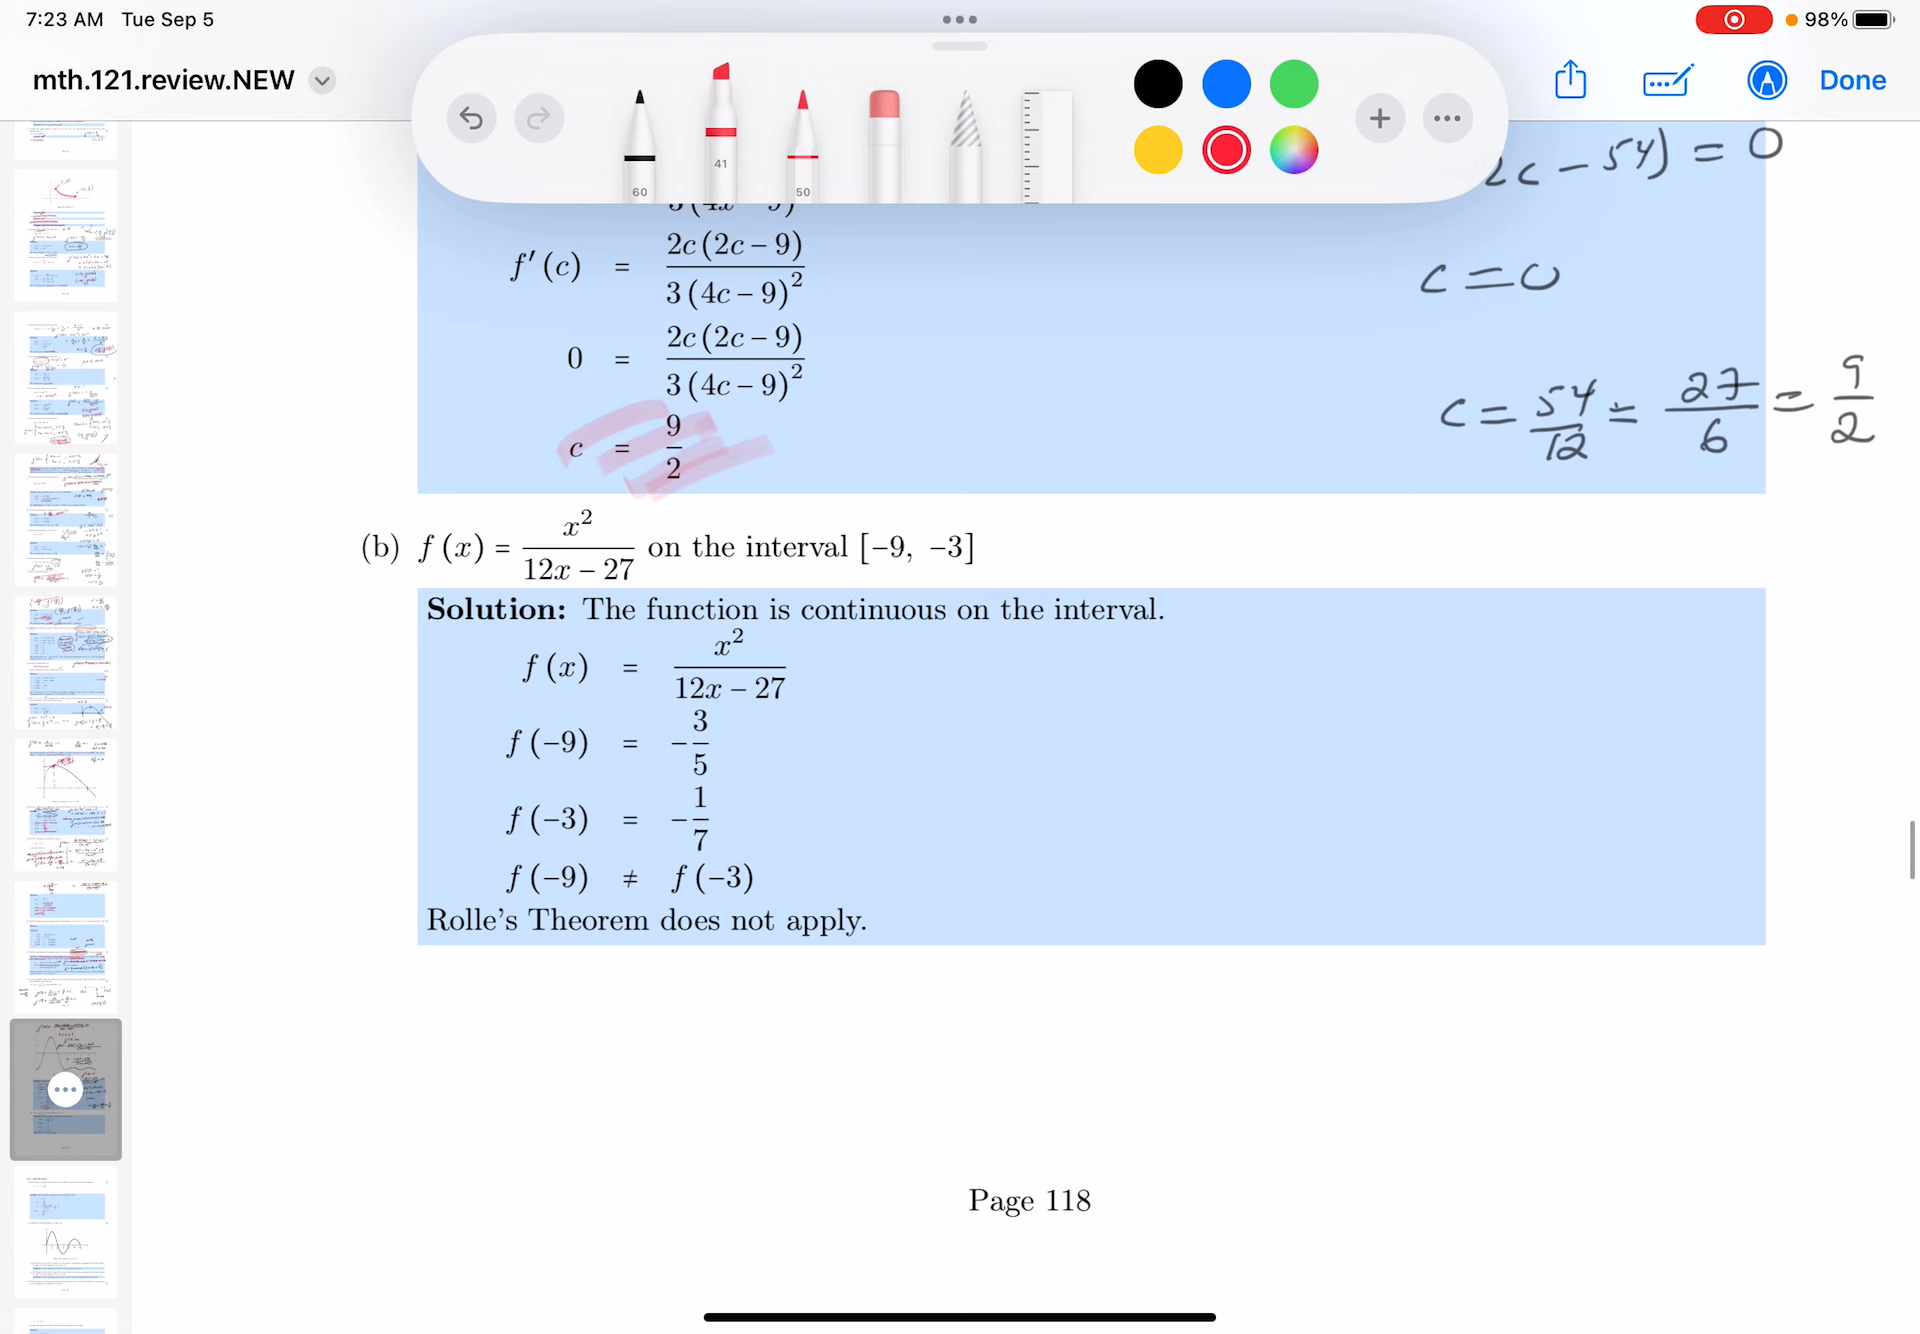 7:23 AM Tue Sep 5
98%
mth.121.review.NEW
Done
60
41
50
2c - 54) = 0
f′(c) = 2c(2c − 9) / 3(4c − 9)²
c = 0
0 = 2c(2c − 9) / 3(4c − 9)²
c = 9/2
c = 54/12 = 27/6 = 9/2
(b) f(x) = x² / 12x − 27 on the interval [−9, −3]
Solution: The function is continuous on the interval.
f(x) = x² / 12x − 27
f(−9) = −3/5
f(−3) = −1/7
f(−9) ≠ f(−3)
Rolle's Theorem does not apply.
Page 118